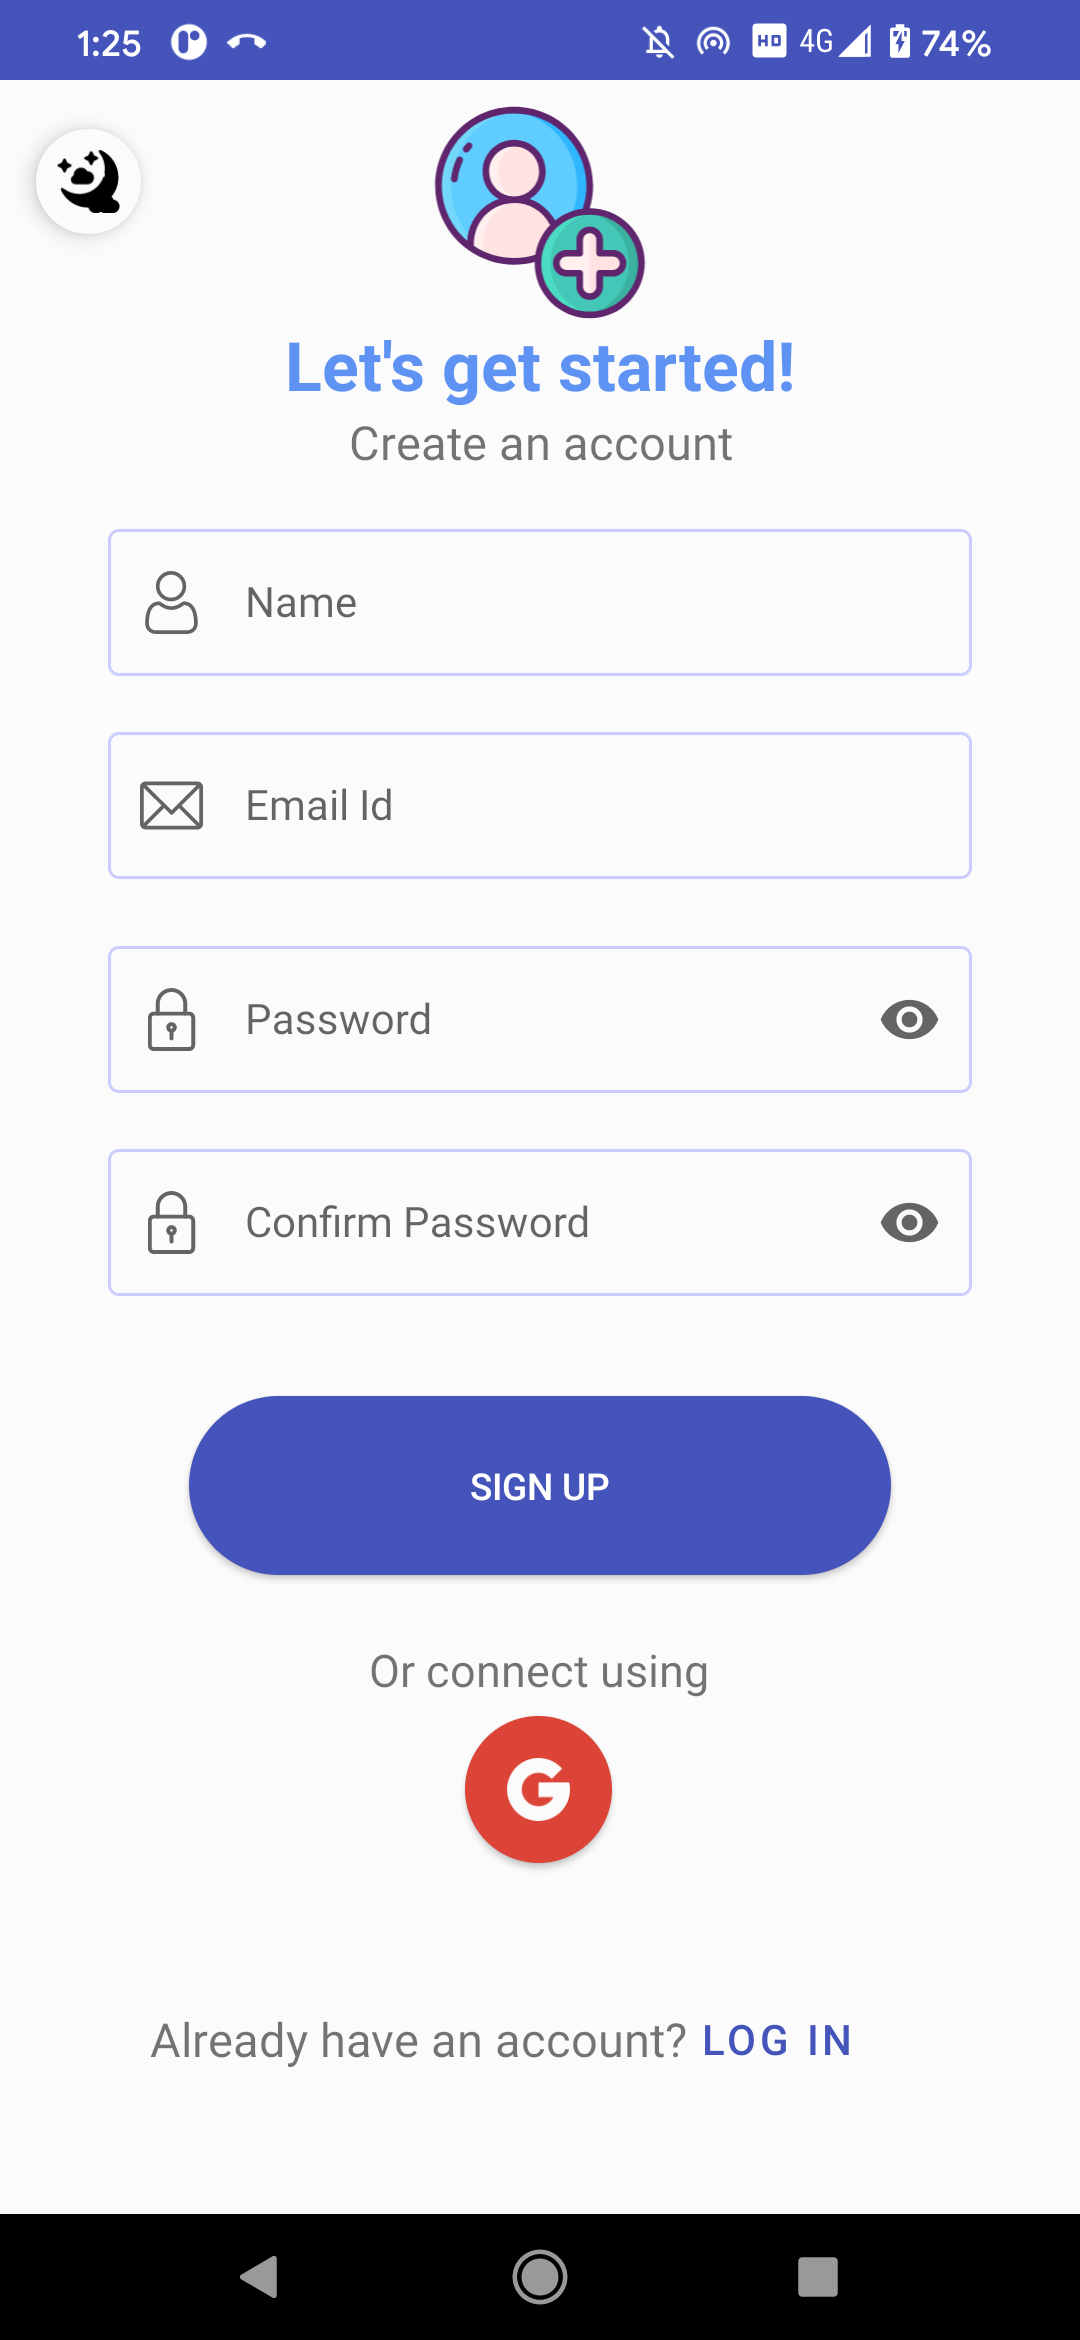 1:25 HD 4G 74%
Let's get started!
Create an account
Name
Email Id
Password
Confirm Password
SIGN UP
Or connect using
G
Already have an account? LOG IN